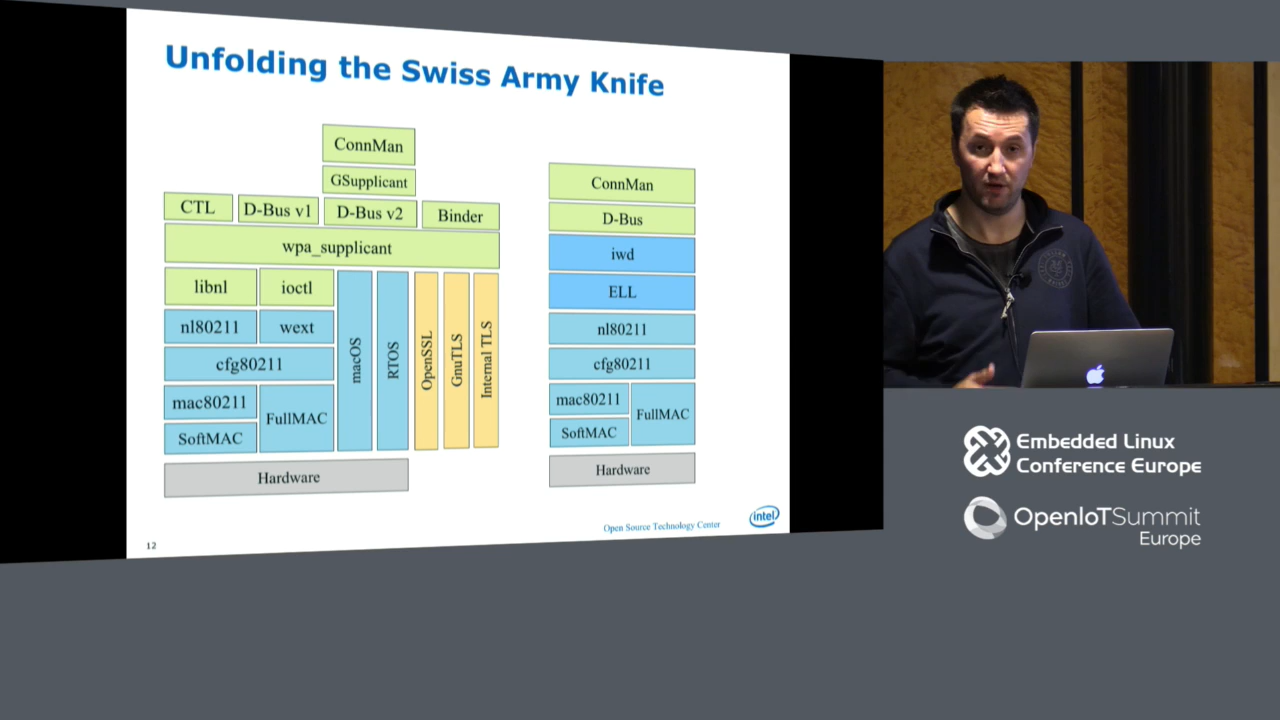 Unfolding the Swiss Army Knife
ConnMan
GSupplicant
CTL
D-Bus v1
D-Bus v2
Binder
wpa_supplicant
libnl
ioctl
nl80211
wext
cfg80211
mac80211
SoftMAC
FullMAC
macOS
RTOS
OpenSSL
GnuTLS
Internal TLS
Hardware
ConnMan
D-Bus
iwd
ELL
nl80211
cfg80211
mac80211
SoftMAC
FullMAC
Hardware
12
Open Source Technology Center
intel
Embedded Linux
Conference Europe
OpenIoTSummit
Europe